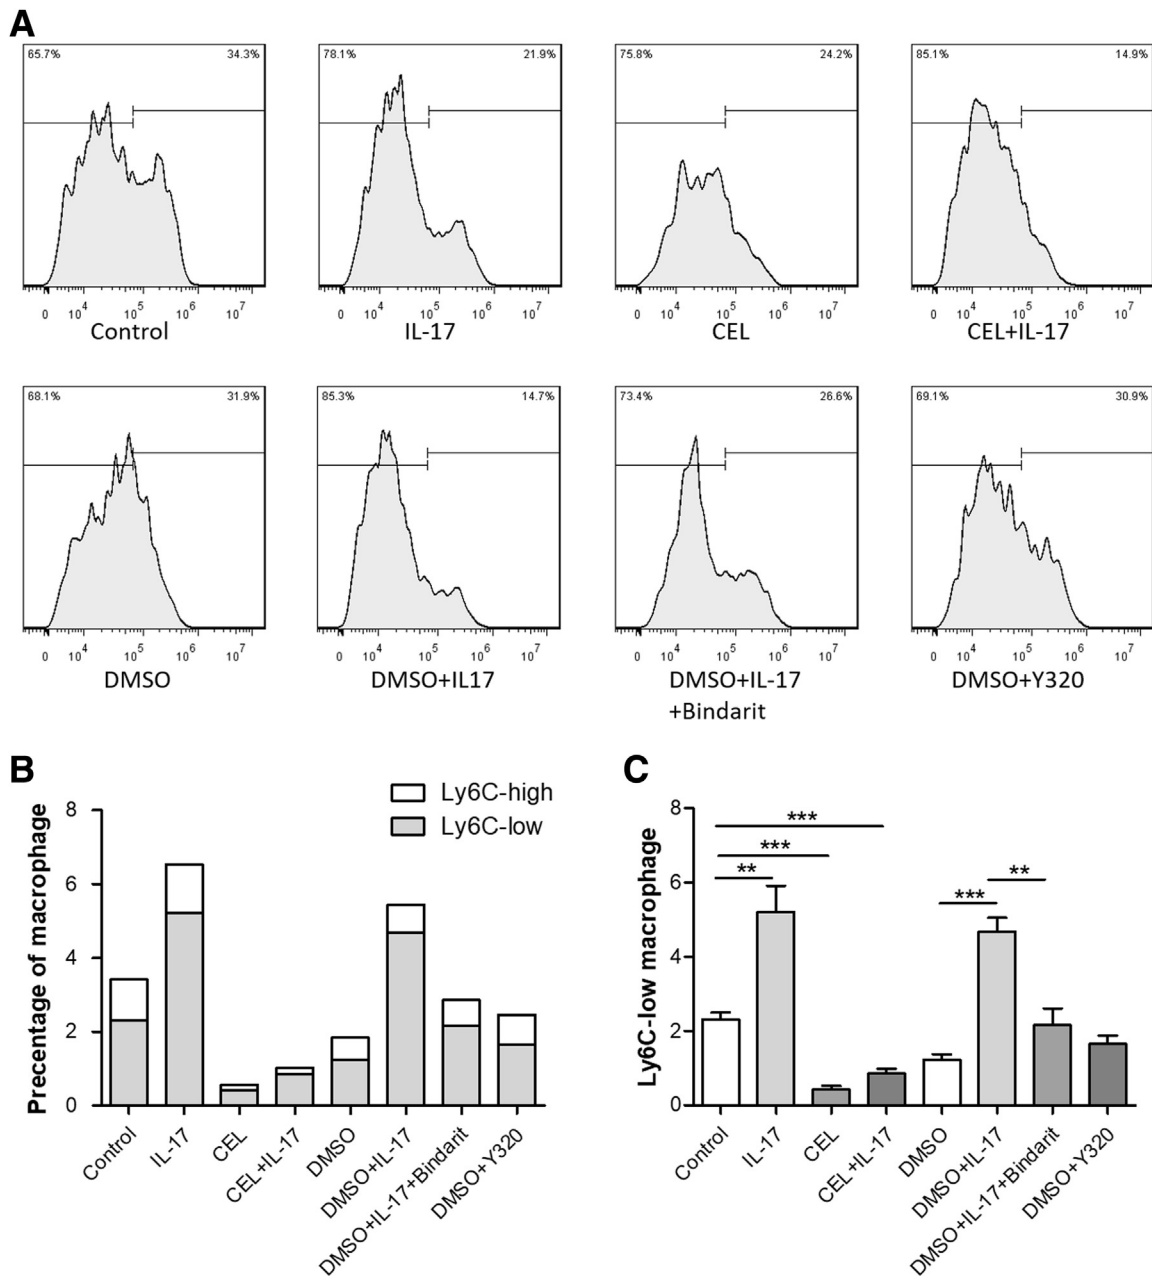 A
65.7% 34.3%
78.1% 21.9%
75.8% 24.2%
85.1% 14.9%
0 10^4 10^5 10^6 10^7
0 10^4 10^5 10^6 10^7
0 10^4 10^5 10^6 10^7
0 10^4 10^5 10^6 10^7
Control
IL-17
CEL
CEL+IL-17
68.1% 31.9%
85.3% 14.7%
73.4% 26.6%
69.1% 30.9%
0 10^4 10^5 10^6 10^7
0 10^4 10^5 10^6 10^7
0 10^4 10^5 10^6 10^7
0 10^4 10^5 10^6 10^7
DMSO
DMSO+IL17
DMSO+IL-17
+Bindarit
DMSO+Y320
B
Ly6C-high
Ly6C-low
Precentage of macrophage
8
6
4
2
0
Control
IL-17
CEL
CEL+IL-17
DMSO
DMSO+IL-17
DMSO+IL-17+Bindarit
DMSO+Y320
C
Ly6C-low macrophage
8
6
4
2
0
***
***
**
***
**
Control
IL-17
CEL
CEL+IL-17
DMSO
DMSO+IL-17
DMSO+IL-17+Bindarit
DMSO+Y320